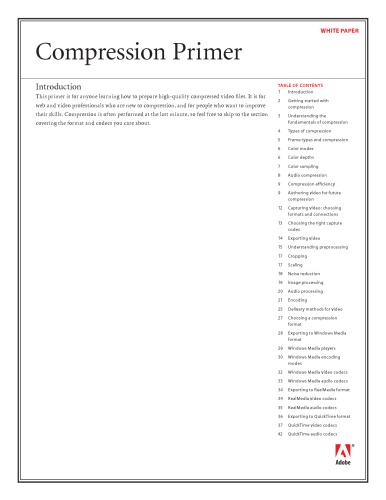 WHITE PAPER
Compression Primer
Introduction
This primer is for anyone learning how to prepare high-quality compressed video files. It is for
web and video professionals who are new to compression, and for people who want to improve
their skills. Compression is often performed at the last minute, so feel free to skip to the section
covering the format and codecs you care about.
TABLE OF CONTENTS
1 Introduction
2 Getting started with
compression
3 Understanding the
fundamentals of compression
4 Types of compression
5 Frame types and compression
6 Color modes
6 Color depths
7 Color sampling
8 Audio compression
9 Compression efficiency
9 Authoring video for future
compression
12 Capturing video: choosing
formats and connections
13 Choosing the right capture
codec
14 Exporting video
15 Understanding preprocessing
17 Cropping
17 Scaling
18 Noise reduction
19 Image processing
20 Audio processing
21 Encoding
25 Delivery methods for video
27 Choosing a compression
format
28 Exporting to Windows Media
format
29 Windows Media players
30 Windows Media encoding
modes
32 Windows Media video codecs
33 Windows Media audio codecs
34 Exporting to RealMedia format
34 RealMedia video codecs
35 RealMedia audio codecs
36 Exporting to QuickTime format
37 QuickTime video codecs
42 QuickTime audio codecs
Adobe